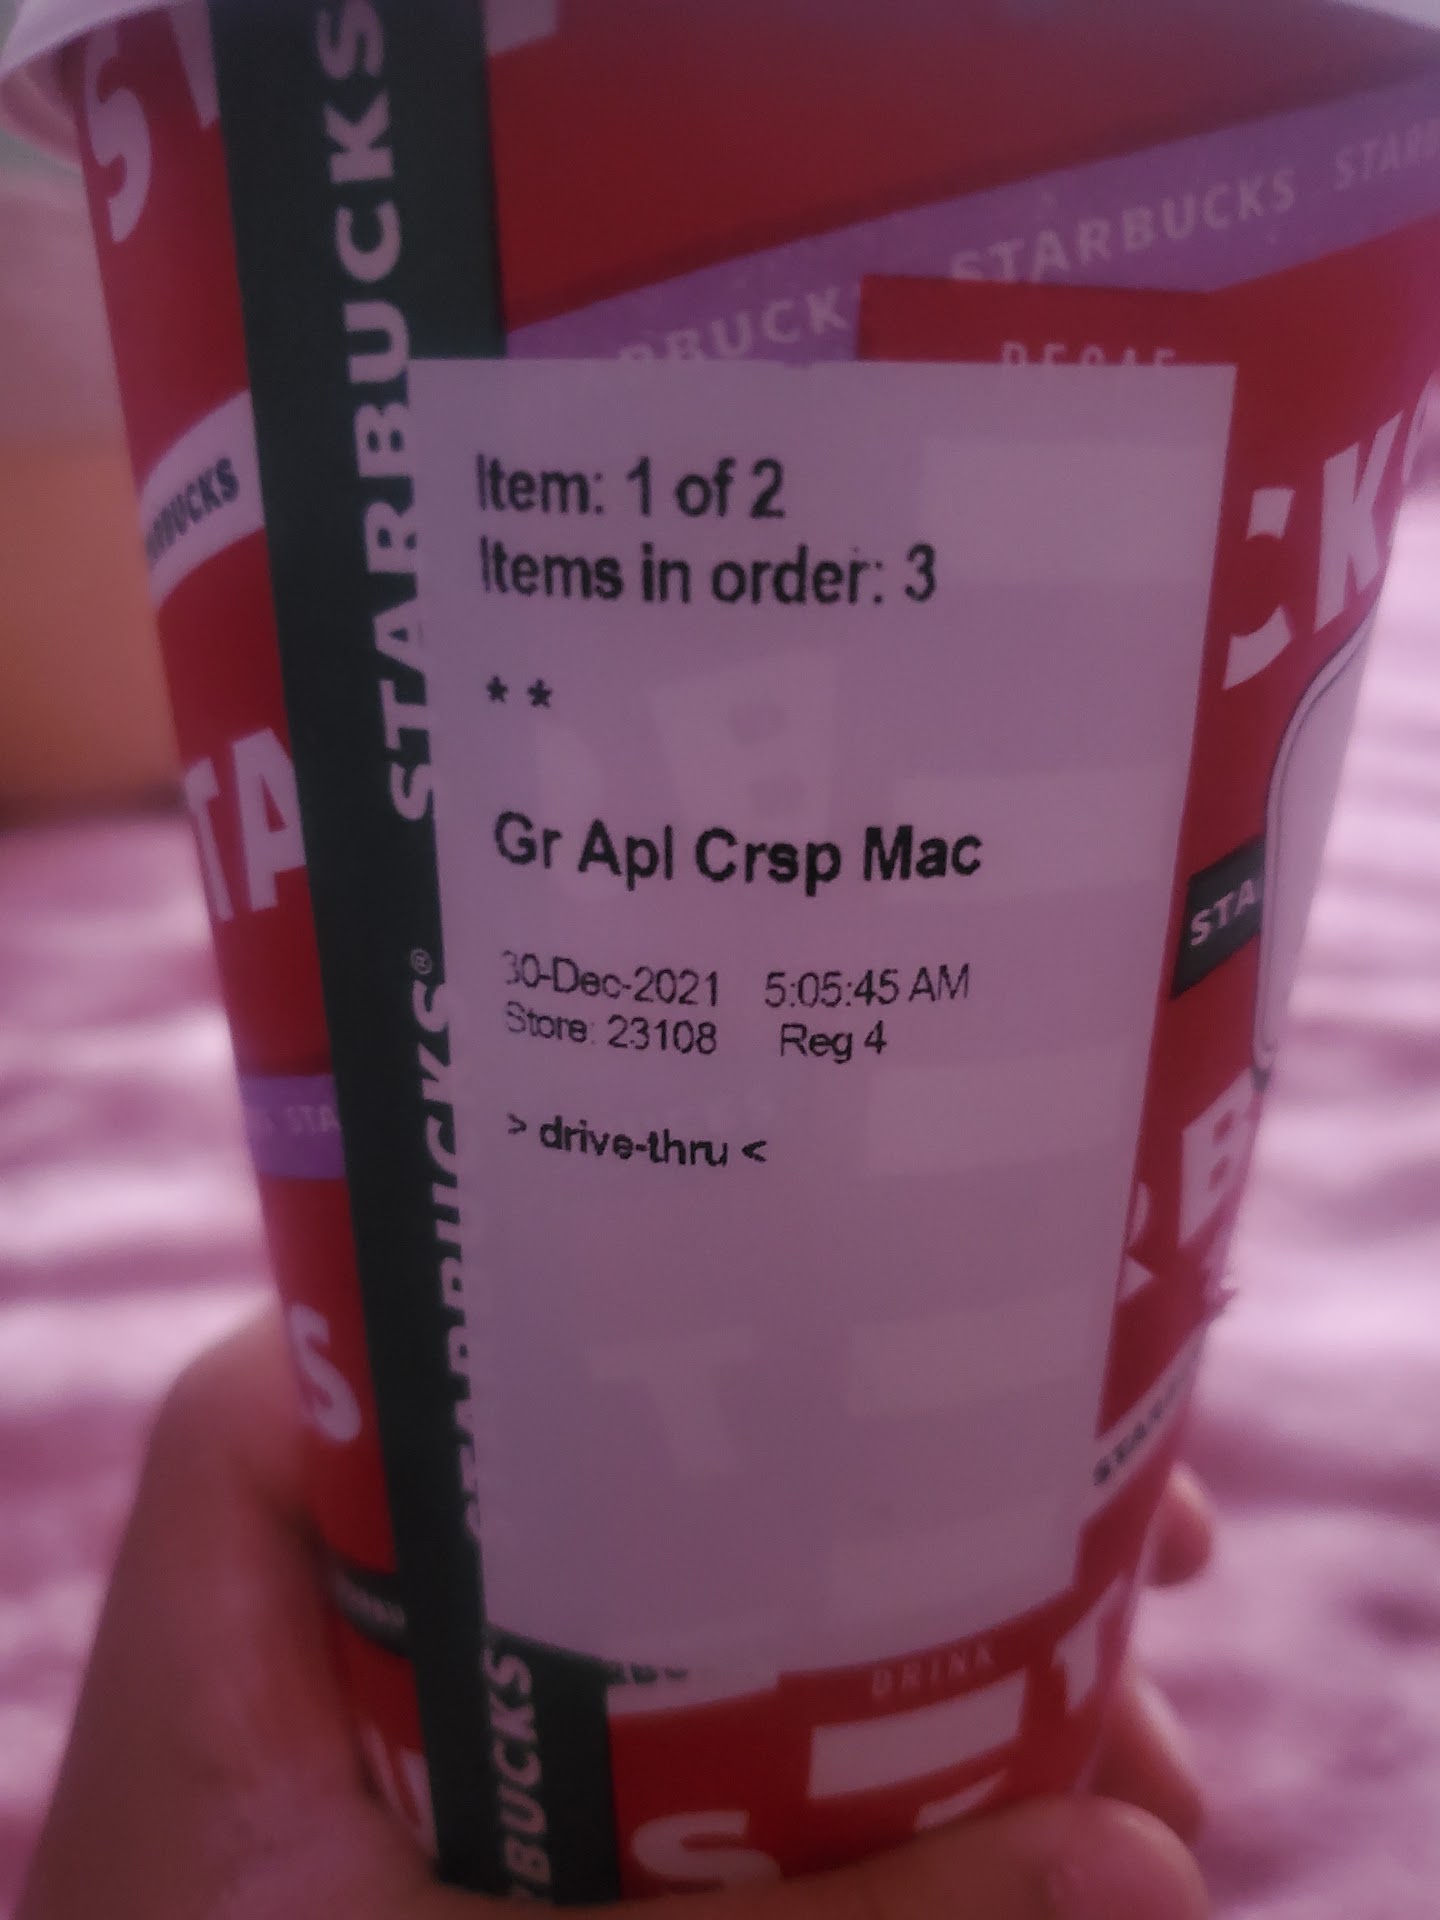 STARBUCKS
STARBUCKS
Item: 1 of 2
Items in order: 3
* *
Gr Apl Crsp Mac
30-Dec-2021 5:05:45 AM
Store: 23108 Reg 4
> drive-thru <
STARBUCKS®
DRINK